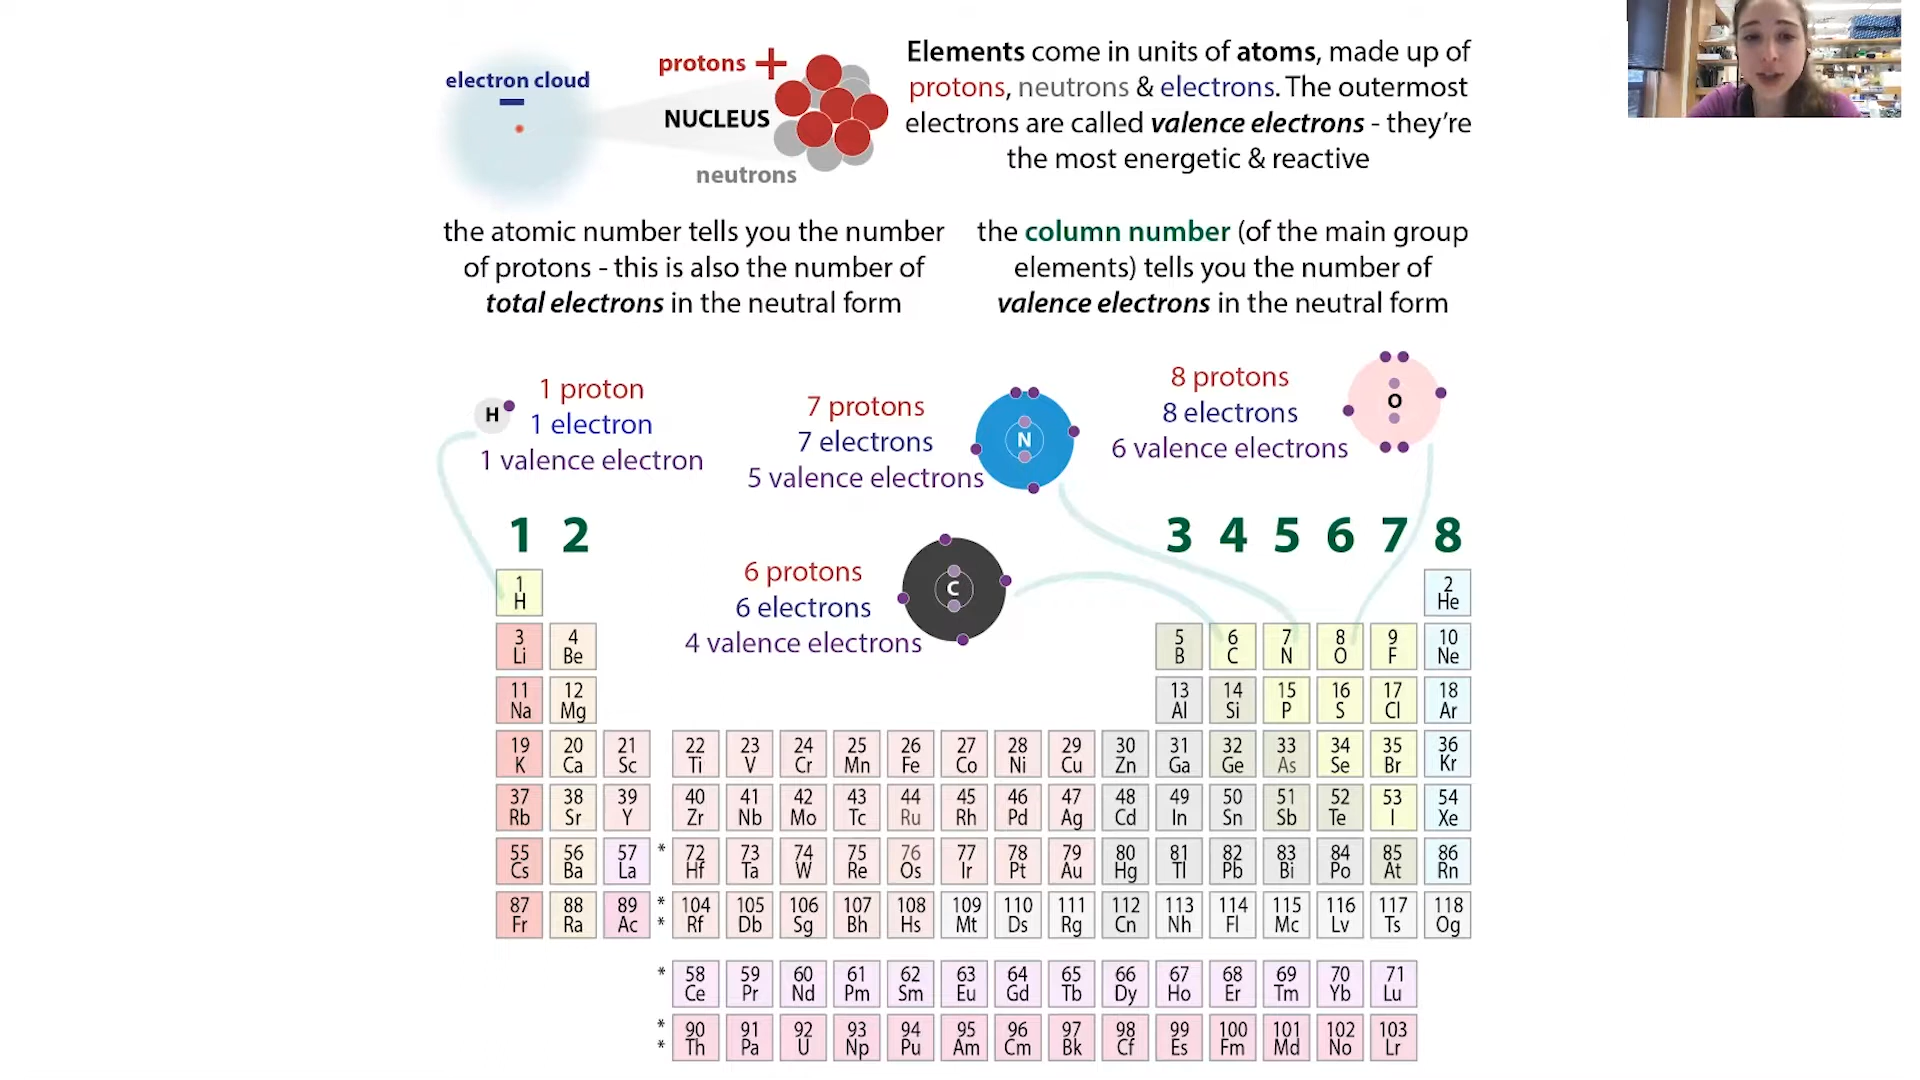 electron cloud
−
protons +
NUCLEUS
neutrons
Elements come in units of atoms, made up of
protons, neutrons & electrons. The outermost
electrons are called valence electrons - they’re
the most energetic & reactive
the atomic number tells you the number
of protons - this is also the number of
total electrons in the neutral form
the column number (of the main group
elements) tells you the number of
valence electrons in the neutral form
H
1 proton
1 electron
1 valence electron
7 protons
7 electrons
5 valence electrons
N
8 protons
8 electrons
6 valence electrons
O
6 protons
6 electrons
4 valence electrons
C
1 2 3 4 5 6 7 8
1 2
H He
3 4 5 6 7 8 9 10
Li Be B C N O F Ne
11 12 13 14 15 16 17 18
Na Mg Al Si P S Cl Ar
19 20 21 22 23 24 25 26 27 28 29 30 31 32 33 34 35 36
K Ca Sc Ti V Cr Mn Fe Co Ni Cu Zn Ga Ge As Se Br Kr
37 38 39 40 41 42 43 44 45 46 47 48 49 50 51 52 53 54
Rb Sr Y Zr Nb Mo Tc Ru Rh Pd Ag Cd In Sn Sb Te I Xe
55 56 57 * 72 73 74 75 76 77 78 79 80 81 82 83 84 85 86
Cs Ba La Hf Ta W Re Os Ir Pt Au Hg Tl Pb Bi Po At Rn
87 88 89 * 104 105 106 107 108 109 110 111 112 113 114 115 116 117 118
Fr Ra Ac * Rf Db Sg Bh Hs Mt Ds Rg Cn Nh Fl Mc Lv Ts Og
* 58 59 60 61 62 63 64 65 66 67 68 69 70 71
Ce Pr Nd Pm Sm Eu Gd Tb Dy Ho Er Tm Yb Lu
* 90 91 92 93 94 95 96 97 98 99 100 101 102 103
* Th Pa U Np Pu Am Cm Bk Cf Es Fm Md No Lr